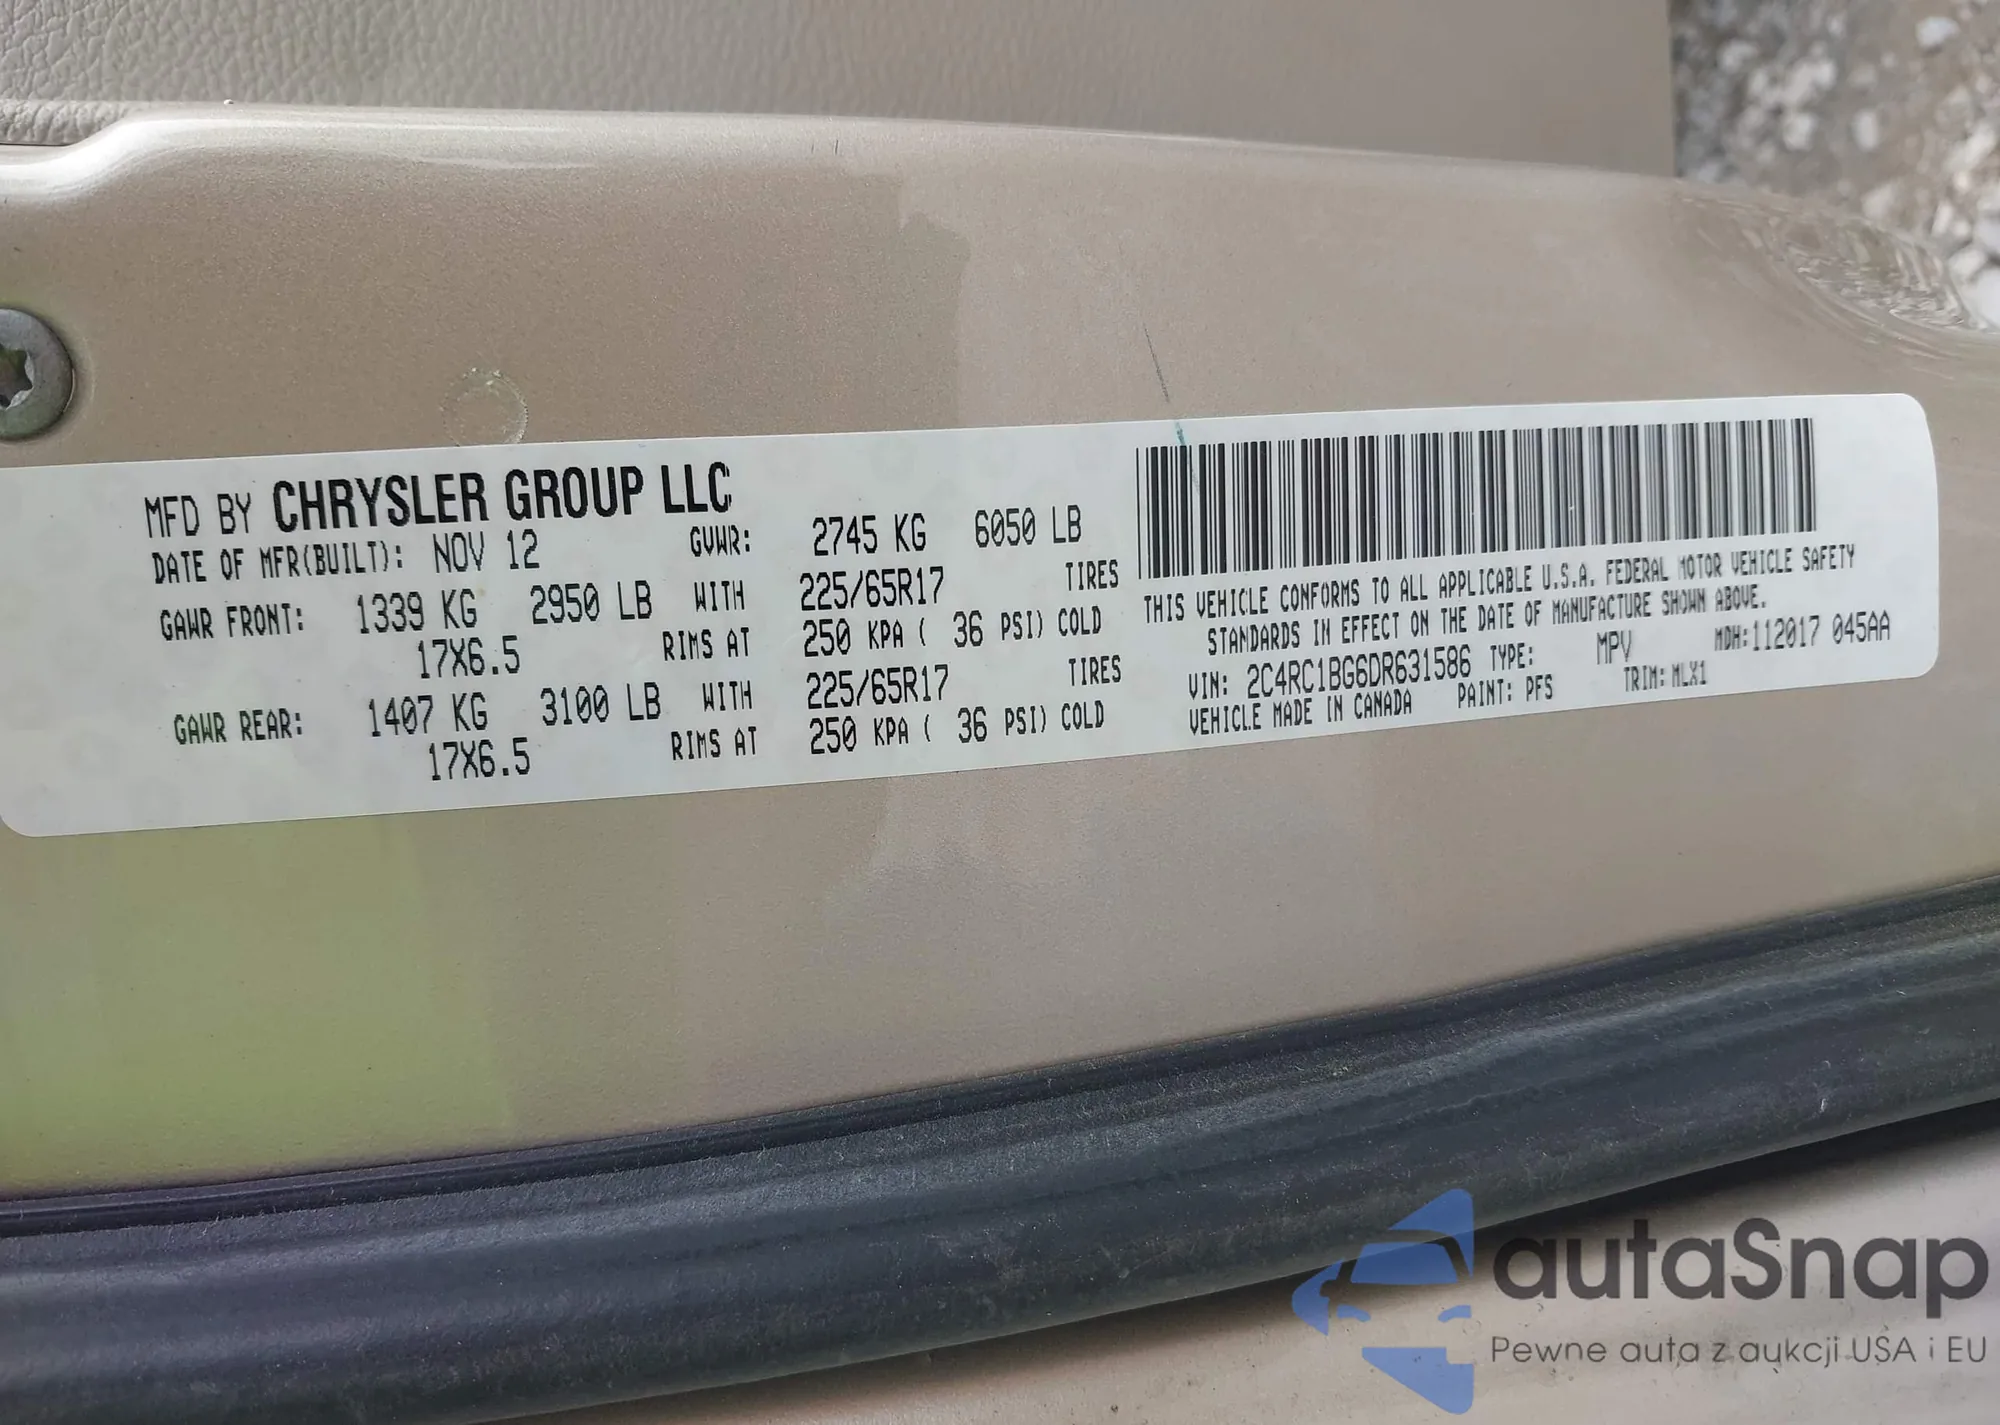 MFD BY CHRYSLER GROUP LLC
DATE OF MFR(BUILT): NOV 12 GVWR: 2745 KG 6050 LB
GAWR FRONT: 1339 KG 2950 LB WITH 225/65R17 TIRES
17X6.5 RIMS AT 250 KPA ( 36 PSI) COLD
GAWR REAR: 1407 KG 3100 LB WITH 225/65R17 TIRES
17X6.5 RIMS AT 250 KPA ( 36 PSI) COLD
THIS VEHICLE CONFORMS TO ALL APPLICABLE U.S.A. FEDERAL MOTOR VEHICLE SAFETY
STANDARDS IN EFFECT ON THE DATE OF MANUFACTURE SHOWN ABOVE.
VIN: 2C4RC1BG6DR631586 TYPE: MPV MDH:112017 045AA
VEHICLE MADE IN CANADA PAINT: PFS TRIM: MLX1
autaSnap
Pewne auta z aukcji USA i EU